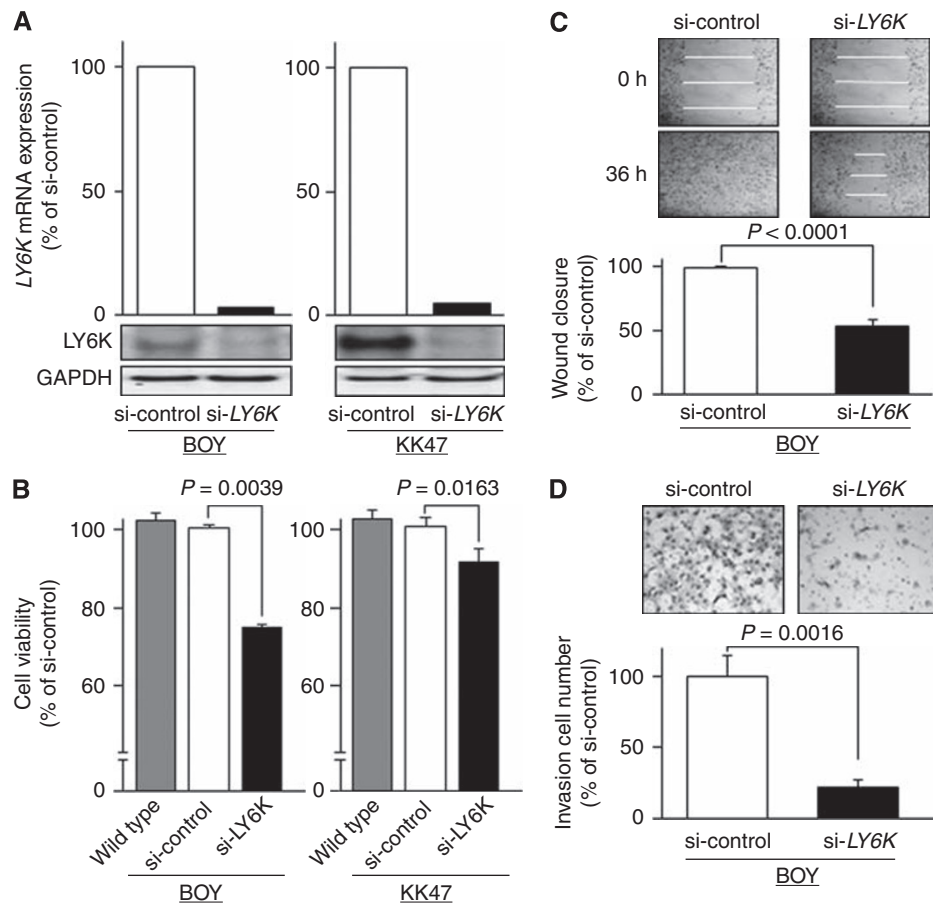 A
LY6K mRNA expression
(% of si-control)
100
50
0
100
50
0
LY6K
GAPDH
si-control si-LY6K
BOY
si-control si-LY6K
KK47
B
Cell viability
(% of si-control)
P = 0.0039
100
80
60
0
Wild type
si-control
si-LY6K
BOY
P = 0.0163
100
80
60
0
Wild type
si-control
si-LY6K
KK47
C
si-control si-LY6K
0 h
36 h
P < 0.0001
Wound closure
(% of si-control)
100
50
0
si-control si-LY6K
BOY
D
si-control si-LY6K
P = 0.0016
Invasion cell number
(% of si-control)
100
50
0
si-control si-LY6K
BOY